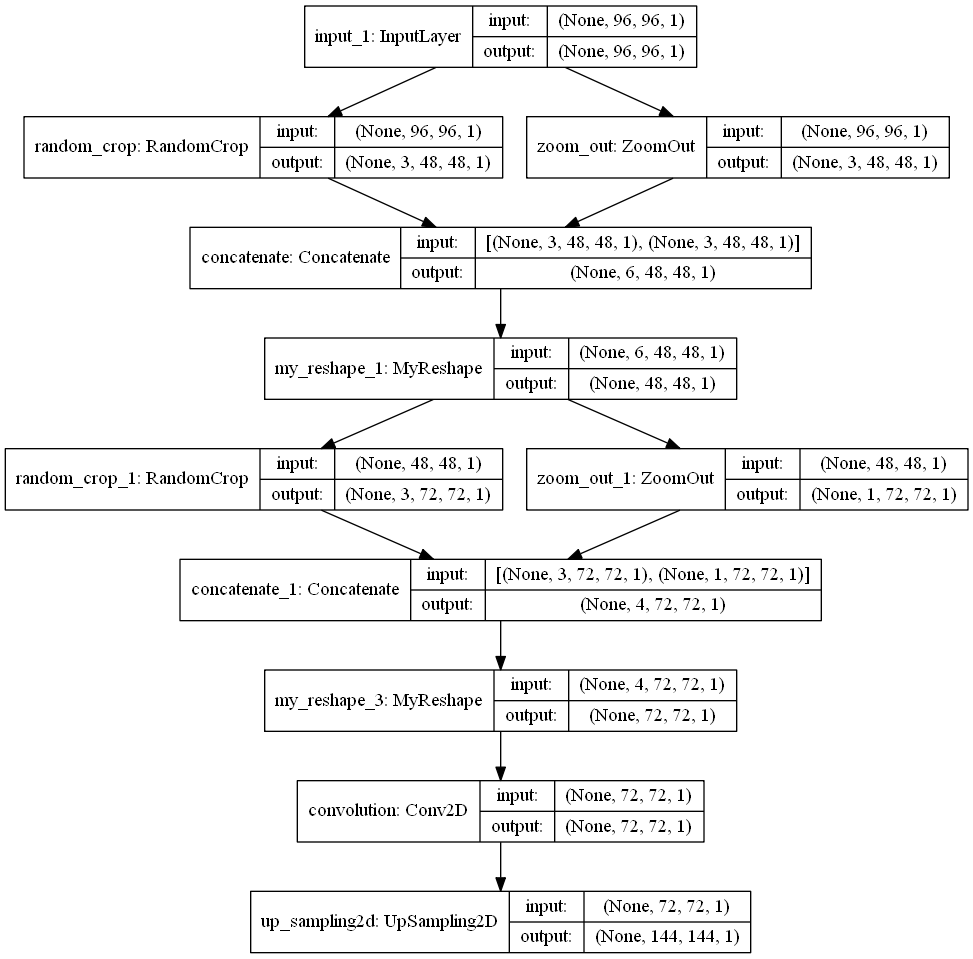 input_1: InputLayer
input: (None, 96, 96, 1)
output: (None, 96, 96, 1)
random_crop: RandomCrop
input: (None, 96, 96, 1)
output: (None, 3, 48, 48, 1)
zoom_out: ZoomOut
input: (None, 96, 96, 1)
output: (None, 3, 48, 48, 1)
concatenate: Concatenate
input: [(None, 3, 48, 48, 1), (None, 3, 48, 48, 1)]
output: (None, 6, 48, 48, 1)
my_reshape_1: MyReshape
input: (None, 6, 48, 48, 1)
output: (None, 48, 48, 1)
random_crop_1: RandomCrop
input: (None, 48, 48, 1)
output: (None, 3, 72, 72, 1)
zoom_out_1: ZoomOut
input: (None, 48, 48, 1)
output: (None, 1, 72, 72, 1)
concatenate_1: Concatenate
input: [(None, 3, 72, 72, 1), (None, 1, 72, 72, 1)]
output: (None, 4, 72, 72, 1)
my_reshape_3: MyReshape
input: (None, 4, 72, 72, 1)
output: (None, 72, 72, 1)
convolution: Conv2D
input: (None, 72, 72, 1)
output: (None, 72, 72, 1)
up_sampling2d: UpSampling2D
input: (None, 72, 72, 1)
output: (None, 144, 144, 1)